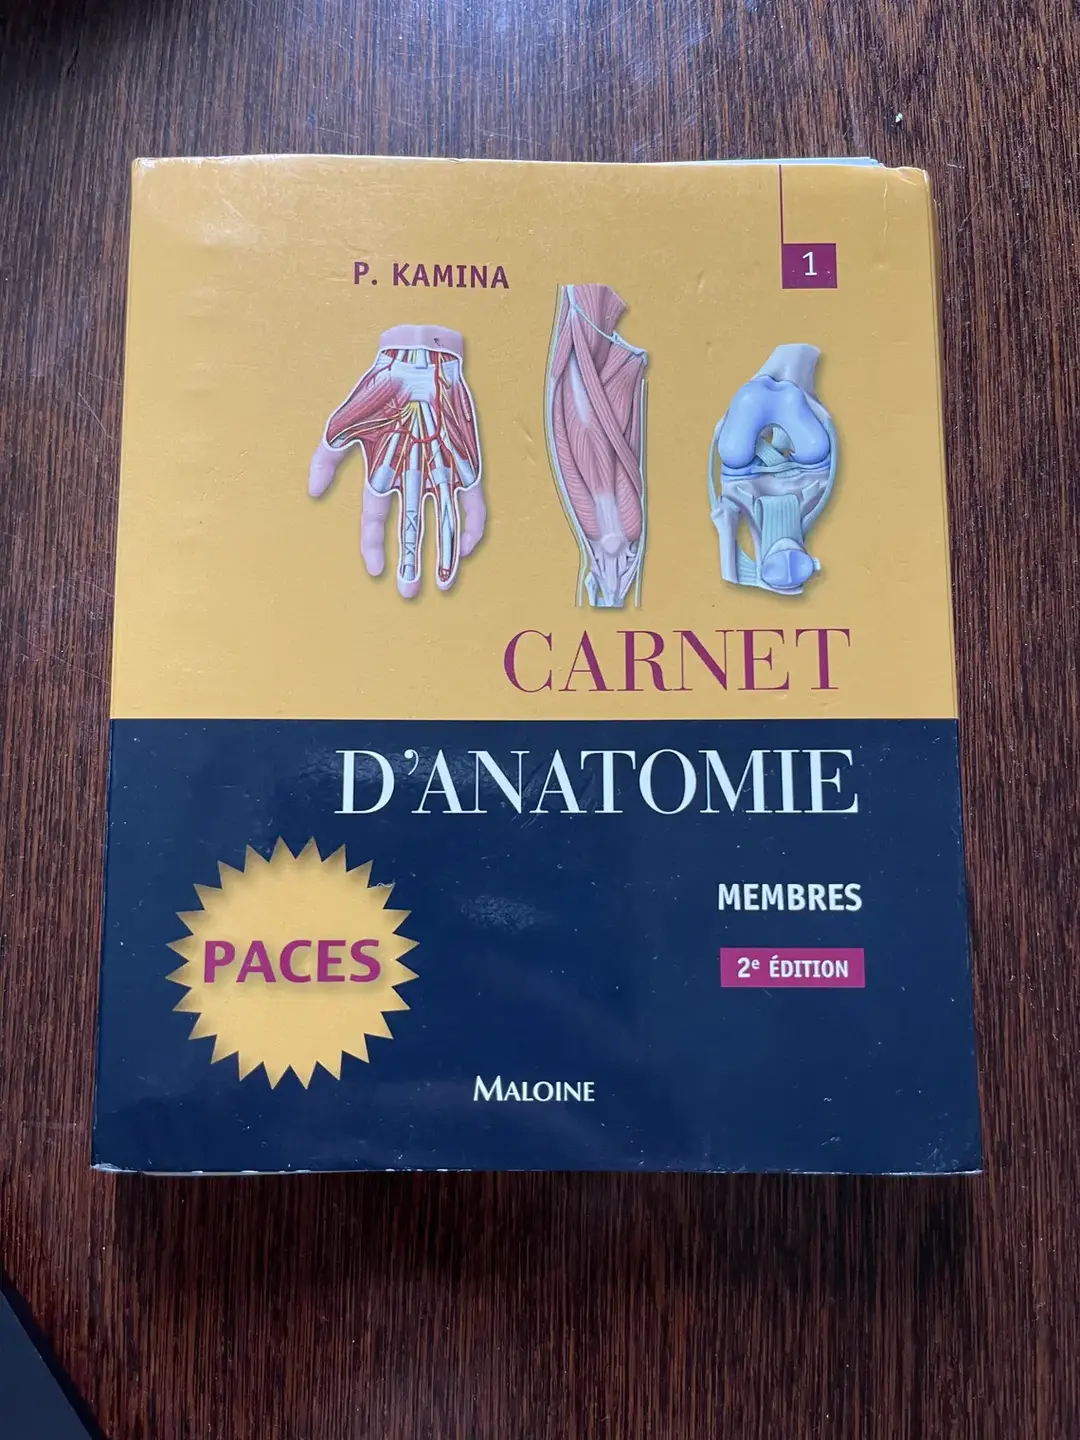 P. KAMINA
1
CARNET
D'ANATOMIE
MEMBRES
2e ÉDITION
PACES
MALOINE